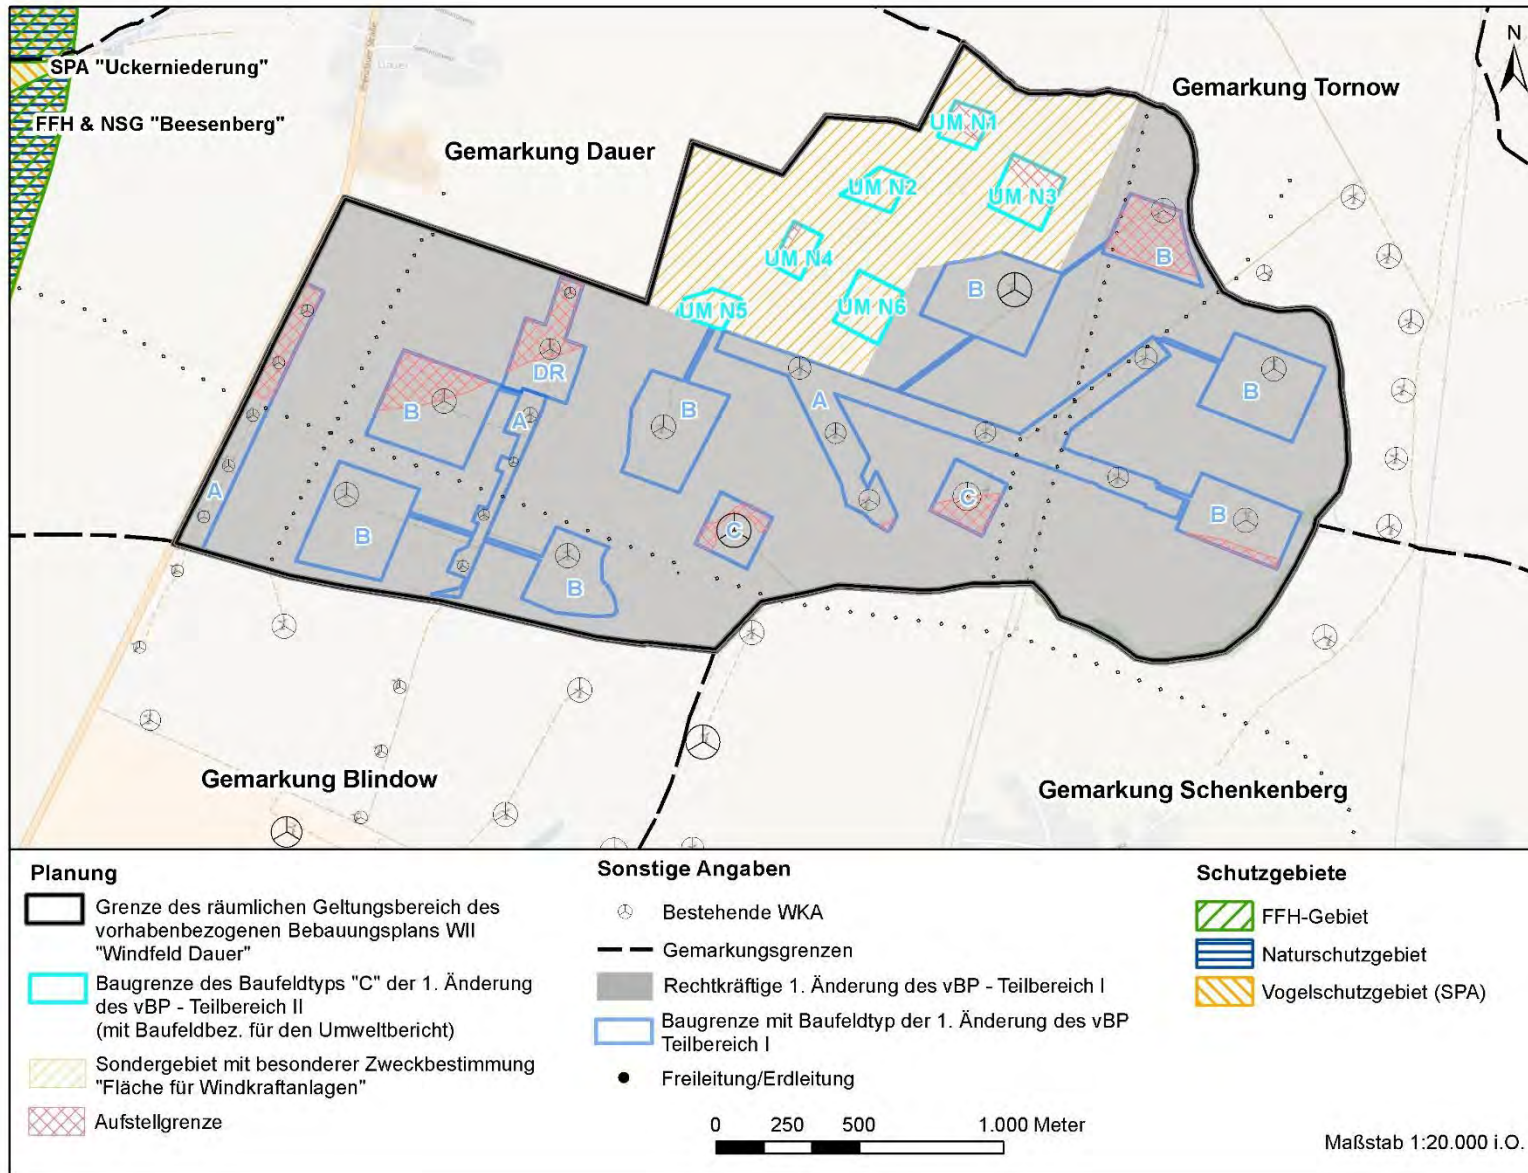 N
SPA "Uckerniederung"
FFH & NSG "Beesenberg"
Gemarkung Dauer
Gemarkung Tornow
UM N1
UM N2
UM N3
UM N4
UM N5
UM N6
B
B
DR
B
B
A
B
A
B
A
C
C
B
B
B
Gemarkung Blindow
Gemarkung Schenkenberg
Planung
Grenze des räumlichen Geltungsbereich des
vorhabenbezogenen Bebauungsplans WII
"Windfeld Dauer"
Baugrenze des Baufeldtyps "C" der 1. Änderung
des vBP - Teilbereich II
(mit Baufeldbez. für den Umweltbericht)
Sondergebiet mit besonderer Zweckbestimmung
"Fläche für Windkraftanlagen"
Aufstellgrenze
Sonstige Angaben
Bestehende WKA
Gemarkungsgrenzen
Rechtkräftige 1. Änderung des vBP - Teilbereich I
Baugrenze mit Baufeldtyp der 1. Änderung des vBP
Teilbereich I
Freileitung/Erdleitung
0 250 500 1.000 Meter
Schutzgebiete
FFH-Gebiet
Naturschutzgebiet
Vogelschutzgebiet (SPA)
Maßstab 1:20.000 i.O.